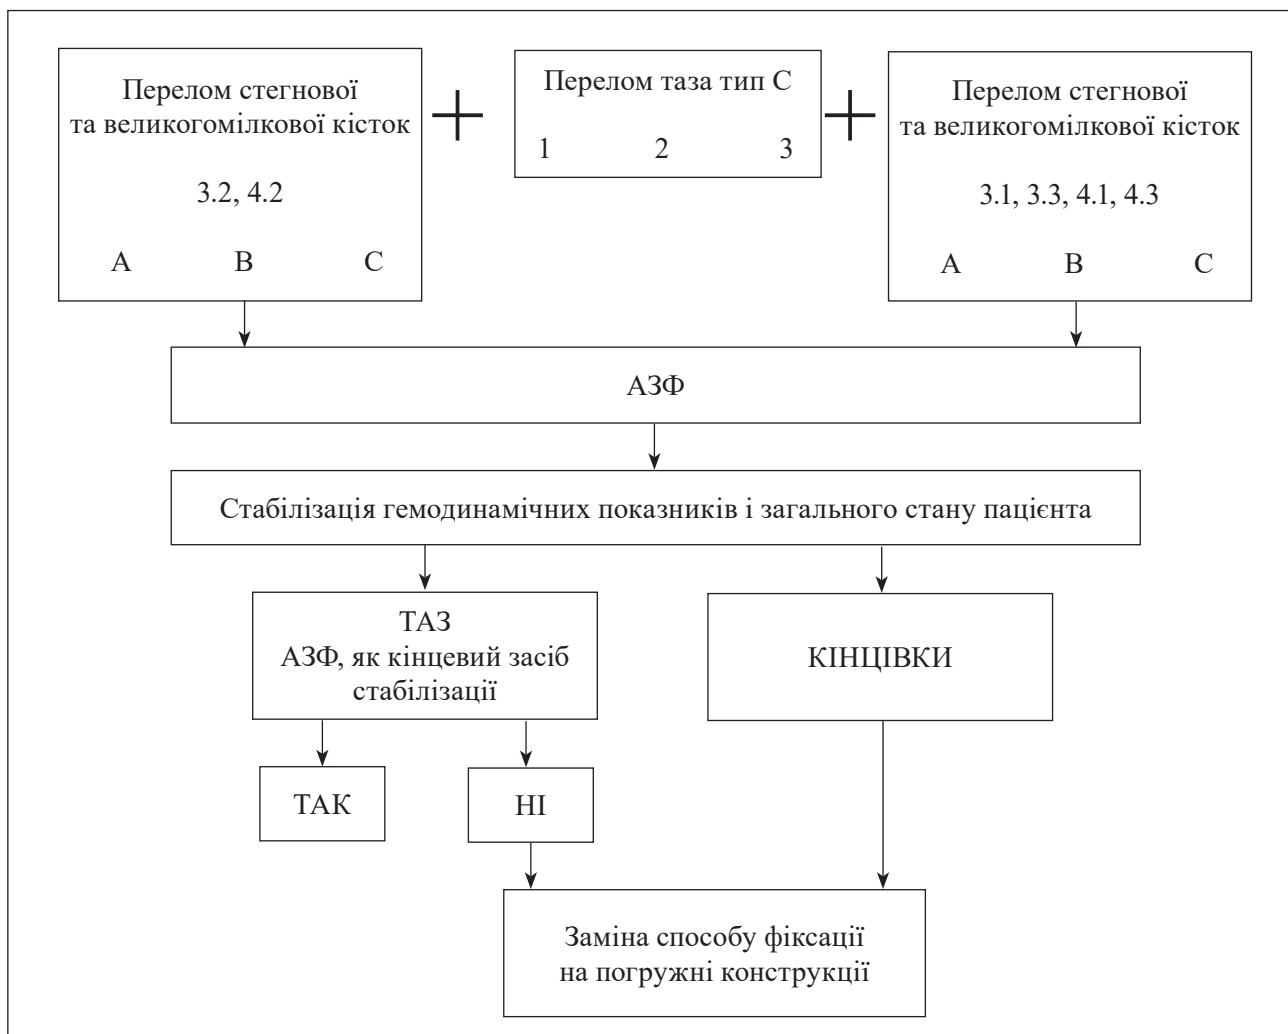 Перелом стегнової
та великогомілкової кісток
3.2, 4.2
А В С
+
Перелом таза тип С
1 2 3
+
Перелом стегнової
та великогомілкової кісток
3.1, 3.3, 4.1, 4.3
А В С
АЗФ
Стабілізація гемодинамічних показників і загального стану пацієнта
ТАЗ
АЗФ, як кінцевий засіб
стабілізації
КІНЦІВКИ
ТАК
НІ
Заміна способу фіксації
на погружні конструкції